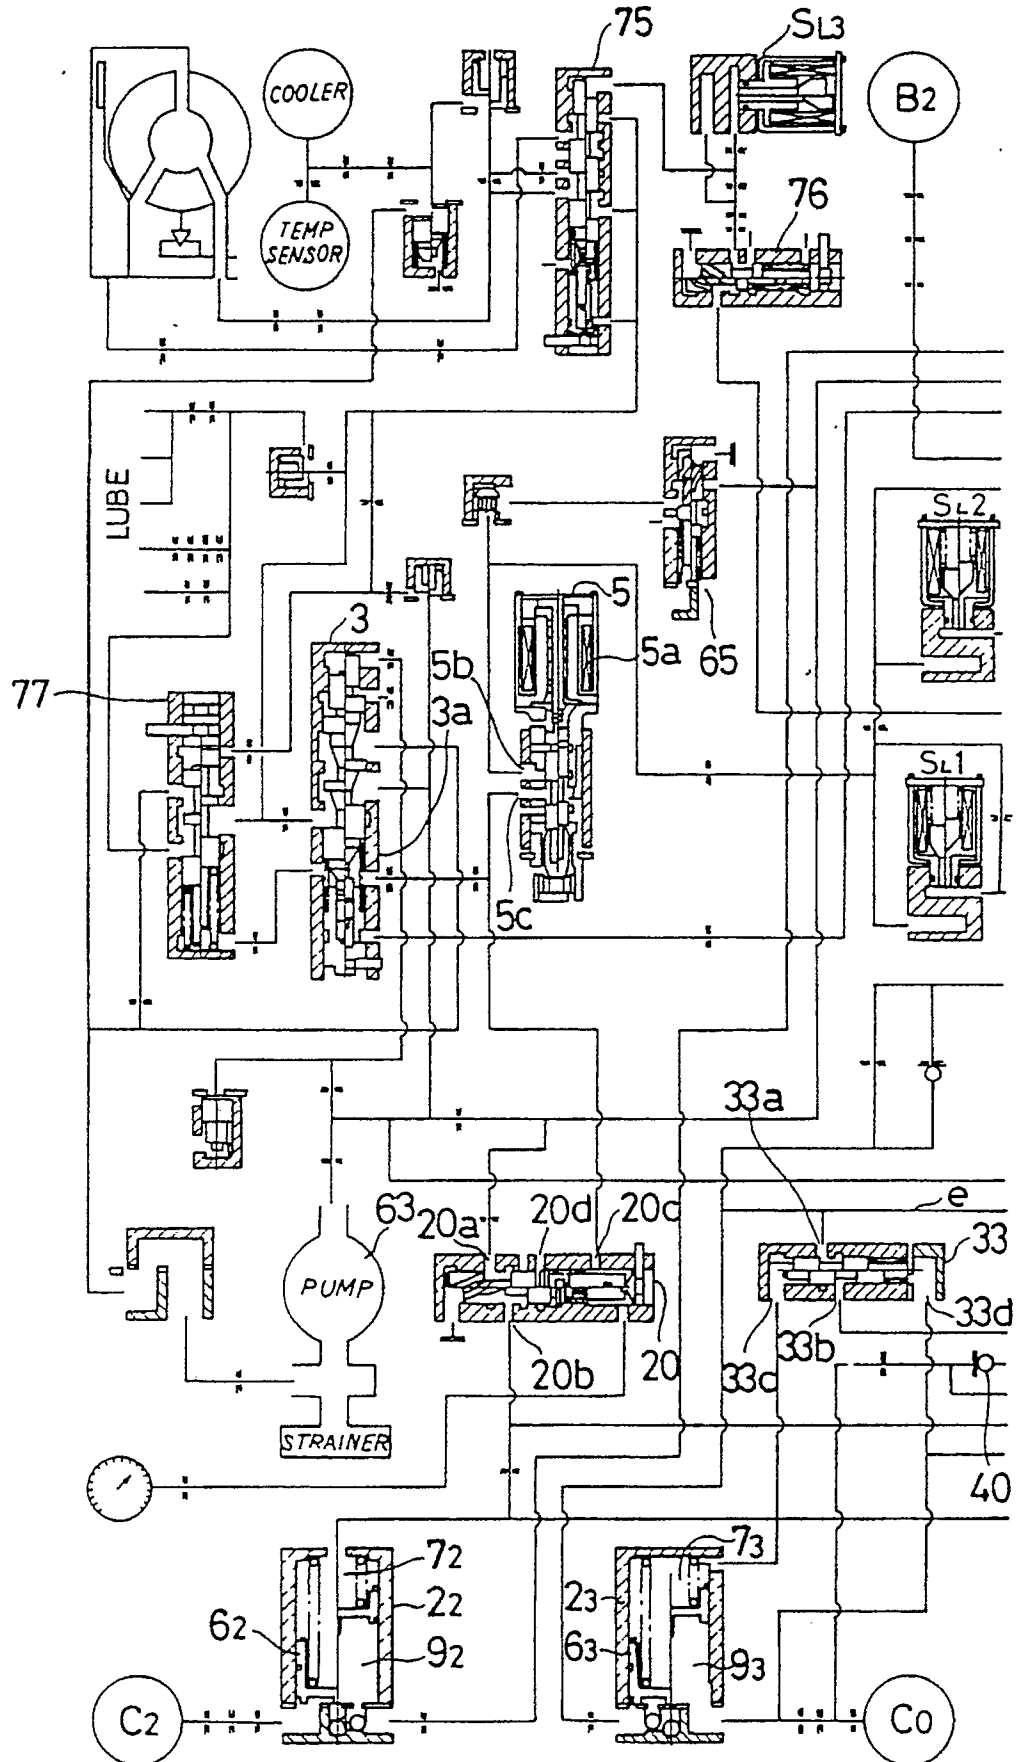 75
SL3
COOLER
B2
TEMP
SENSOR
76
LUBE
SL2
5
3
5b
5a
65
77
3a
SL1
5c
33a
63
20a
20d
20c
e
33
PUMP
33d
33b
20b
20
33c
STRAINER
40
72
73
22
23
62
92
63
93
C2
C0